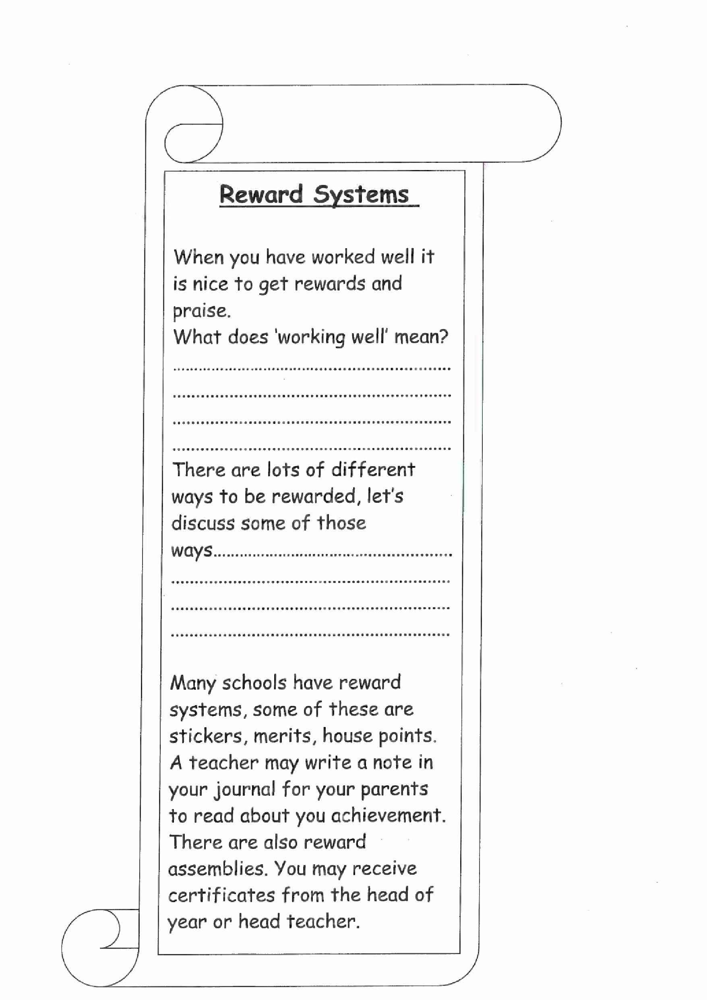 Reward Systems
When you have worked well it
is nice to get rewards and
praise.
What does 'working well' mean?
..........................................................
..........................................................
..........................................................
..........................................................
There are lots of different
ways to be rewarded, let's
discuss some of those
ways..................................................
..........................................................
..........................................................
..........................................................
Many schools have reward
systems, some of these are
stickers, merits, house points.
A teacher may write a note in
your journal for your parents
to read about you achievement.
There are also reward
assemblies. You may receive
certificates from the head of
year or head teacher.